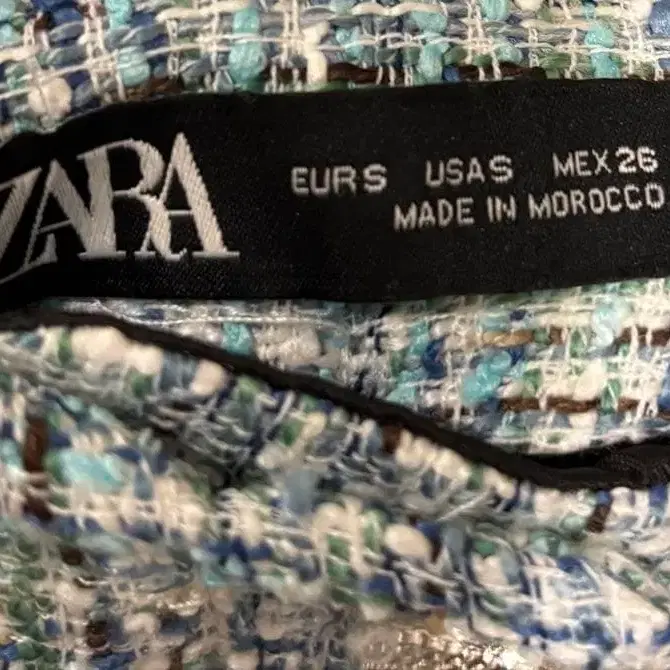 ZARA
EUR S USA S MEX 26
MADE IN MOROCCO